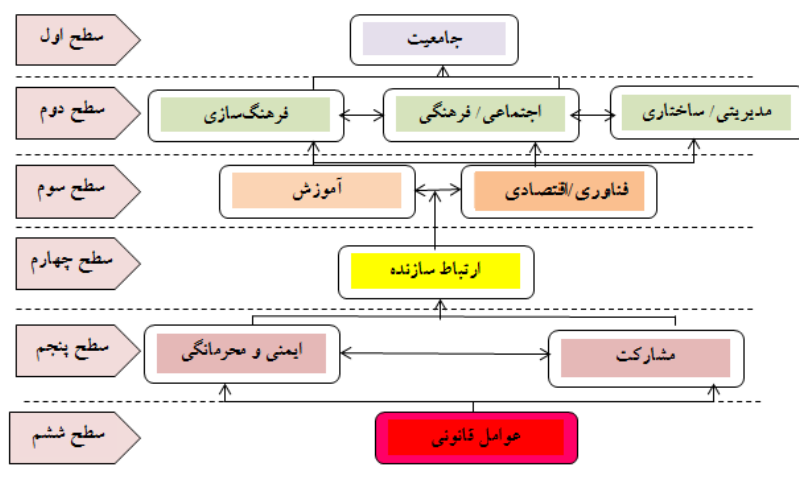 سطح اول
جامعیت
سطح دوم
مدیریتی/ ساختاری
اجتماعی/ فرهنگی
فرهنگ‌سازی
سطح سوم
فناوری/اقتصادی
آموزش
سطح چهارم
ارتباط سازنده
سطح پنجم
مشارکت
ایمنی و محرمانگی
سطح ششم
عوامل قانونی